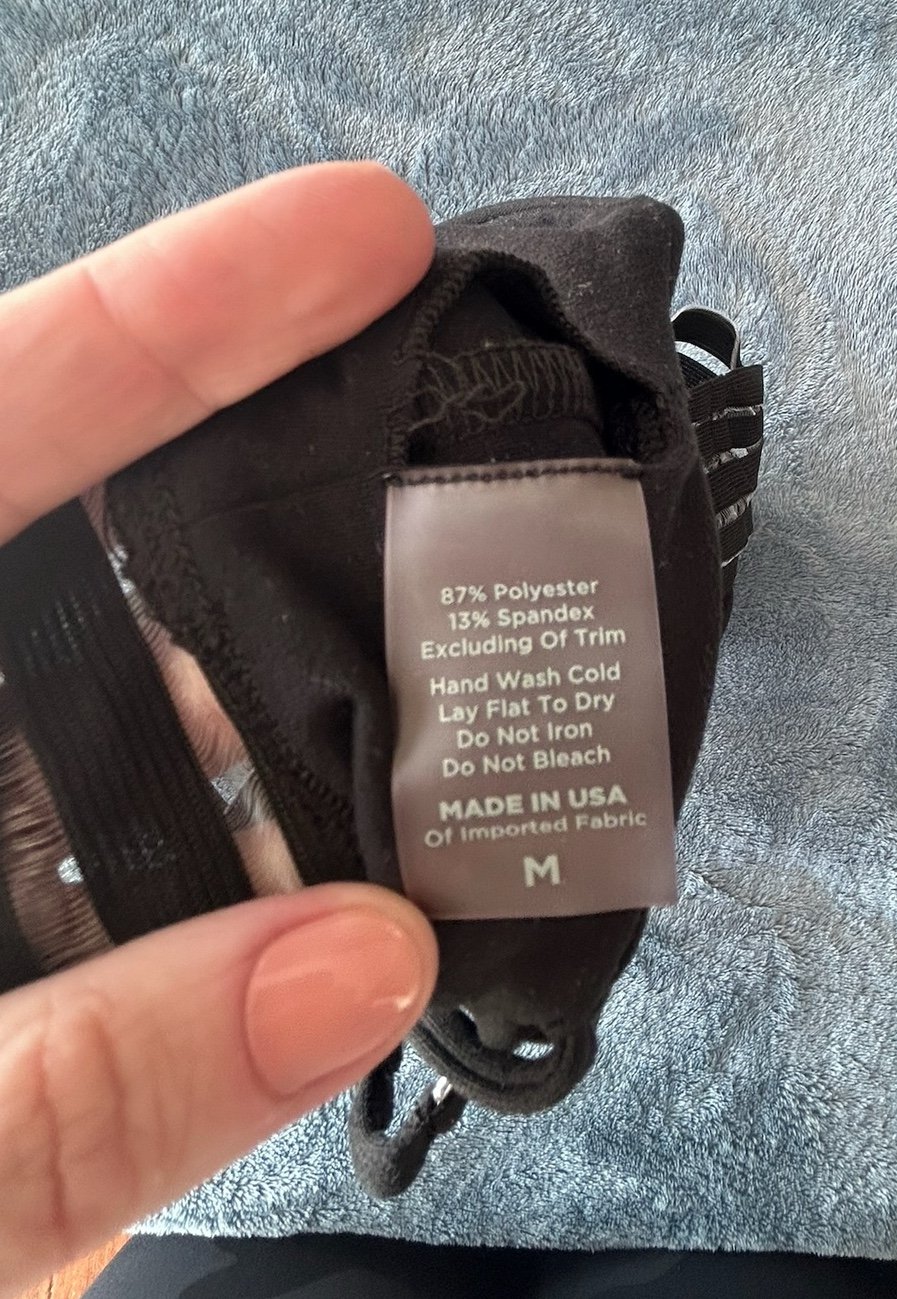 87% Polyester
13% Spandex
Excluding Of Trim
Hand Wash Cold
Lay Flat To Dry
Do Not Iron
Do Not Bleach
MADE IN USA
Of Imported Fabric
M